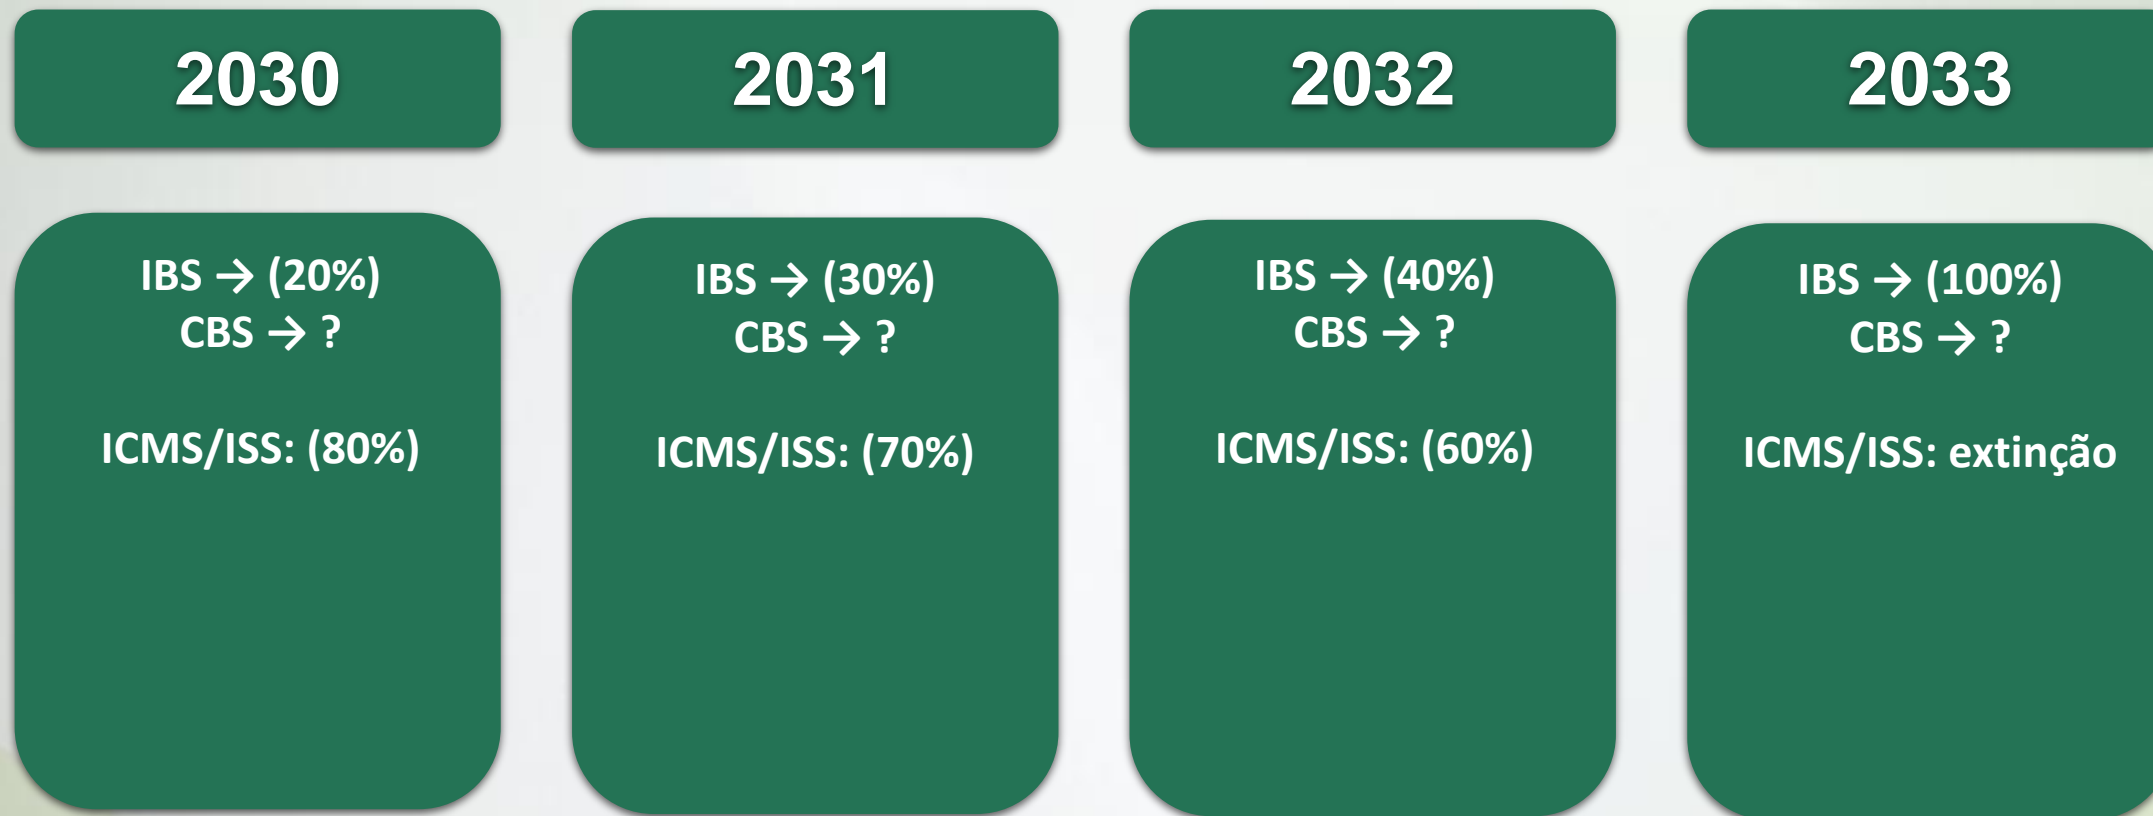 2030
IBS → (20%)
CBS → ?
ICMS/ISS: (80%)
2031
IBS → (30%)
CBS → ?
ICMS/ISS: (70%)
2032
IBS → (40%)
CBS → ?
ICMS/ISS: (60%)
2033
IBS → (100%)
CBS → ?
ICMS/ISS: extinção